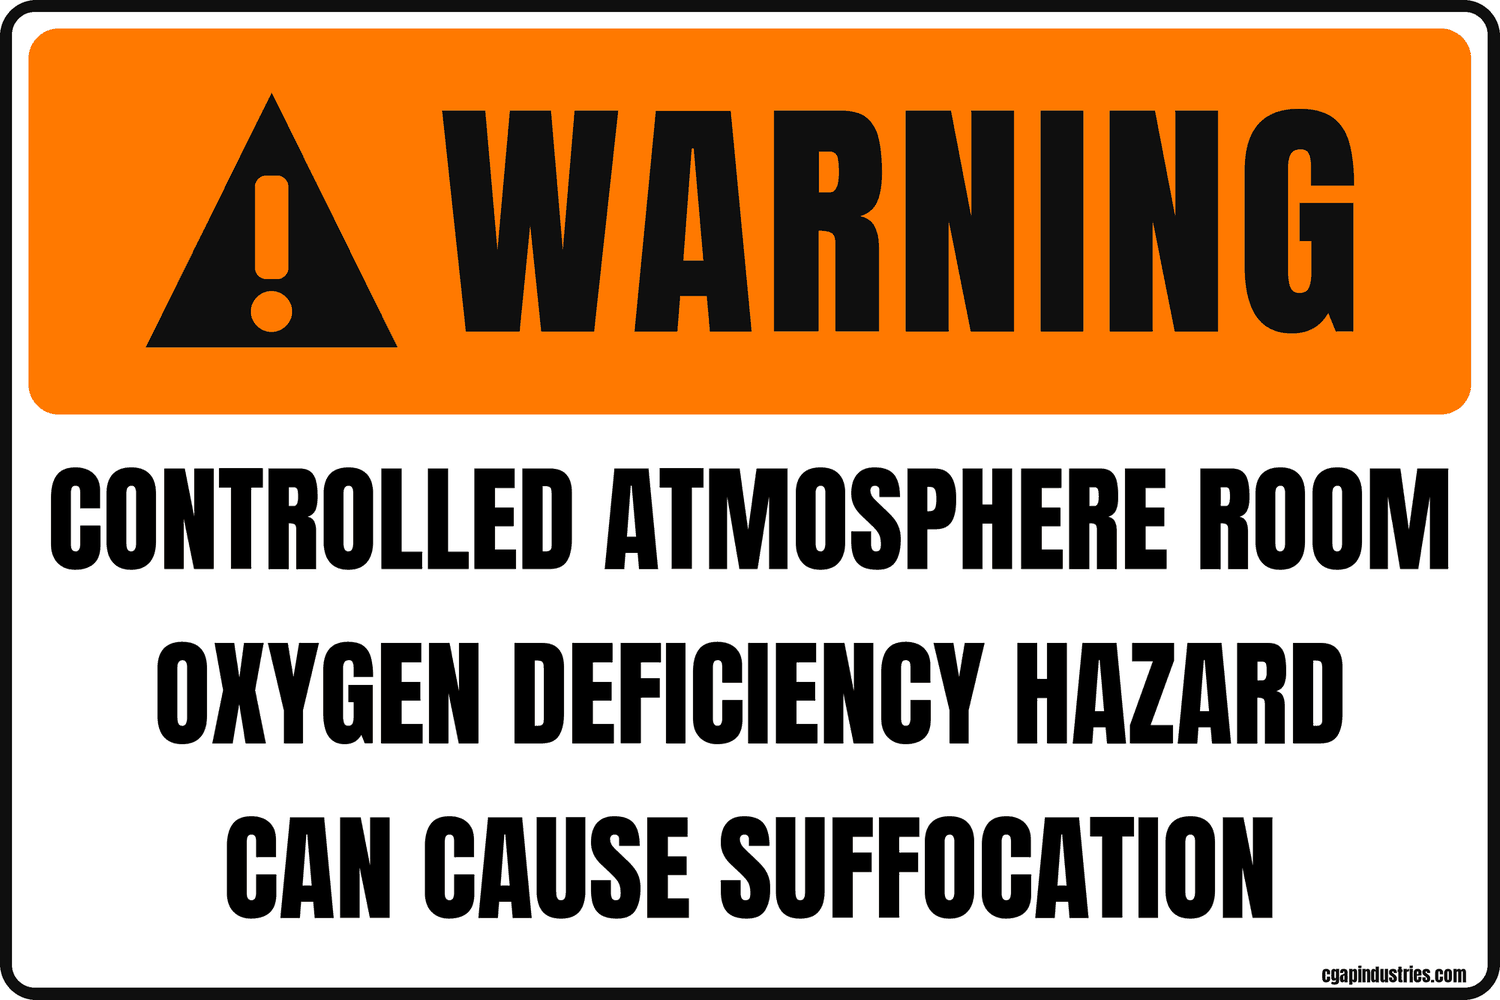 WARNING
CONTROLLED ATMOSPHERE ROOM
OXYGEN DEFICIENCY HAZARD
CAN CAUSE SUFFOCATION
cgapindustries.com